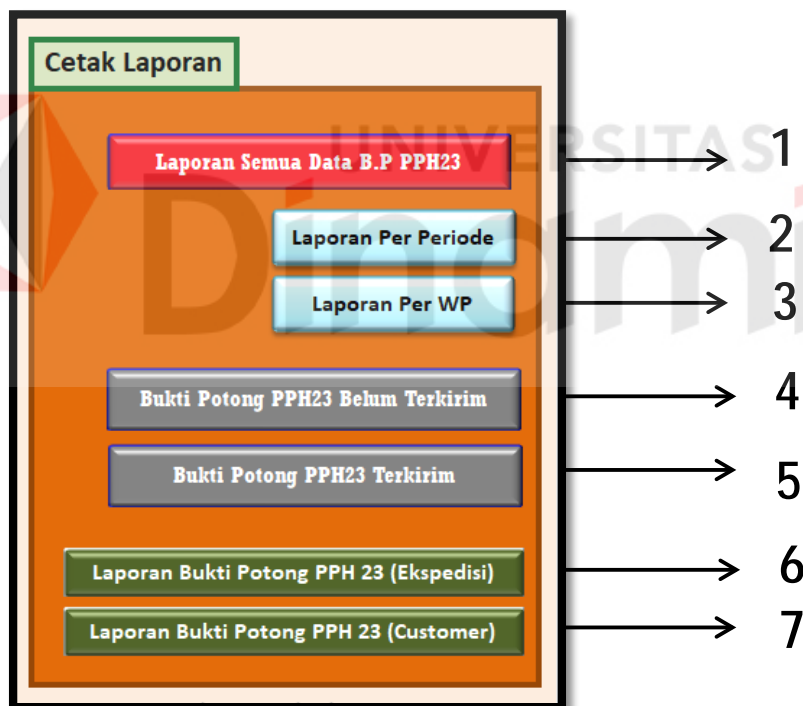 Cetak Laporan
UNIVERSITAS
Dinami
Laporan Semua Data B.P PPH23
1
Laporan Per Periode
2
Laporan Per WP
3
Bukti Potong PPH23 Belum Terkirim
4
Bukti Potong PPH23 Terkirim
5
Laporan Bukti Potong PPH 23 (Ekspedisi)
6
Laporan Bukti Potong PPH 23 (Customer)
7